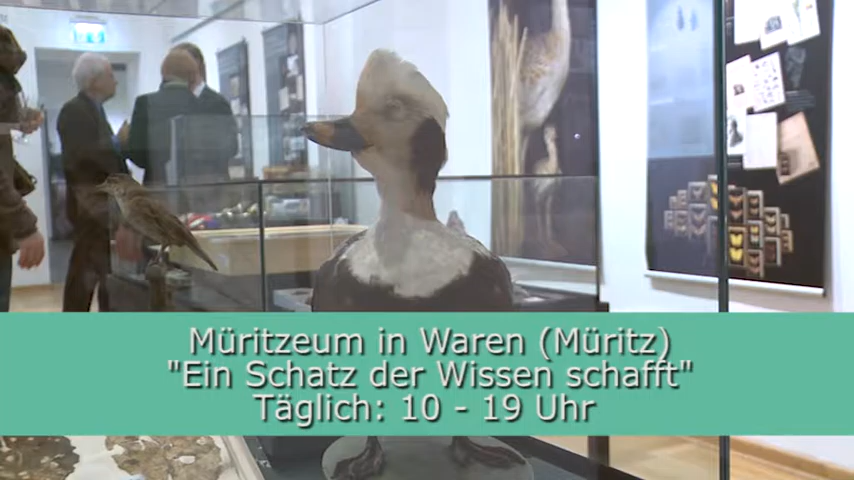 Müritzeum in Waren (Müritz)
"Ein Schatz der Wissen schafft"
Täglich: 10 - 19 Uhr